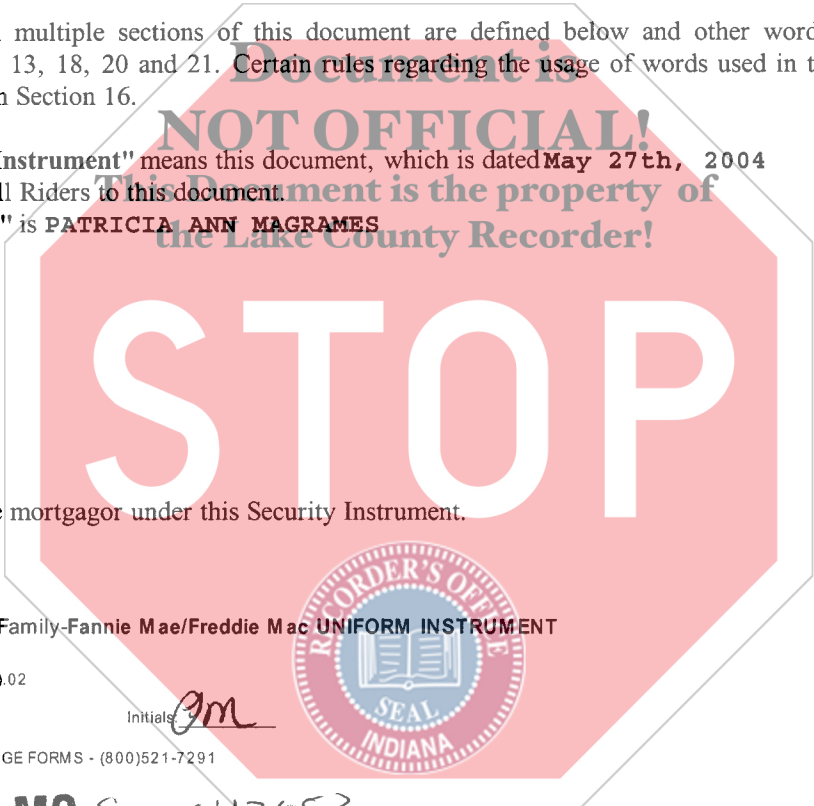 multiple sections of this document are defined below and other word
13, 18, 20 and 21. Certain rules regarding the usage of words used in t
Section 16.
Document is
NOT OFFICIAL!
This Document is the property of
the Lake County Recorder!
Instrument" means this document, which is dated May 27th, 2004
ll Riders to this document.
" is PATRICIA ANN MAGRAMES
STOP
mortgagor under this Security Instrument.
RECORDER'S OFFICE
SEAL
INDIANA
Family-Fannie Mae/Freddie Mac UNIFORM INSTRUMENT
.02
Initials:
GE FORMS - (800)521-7291